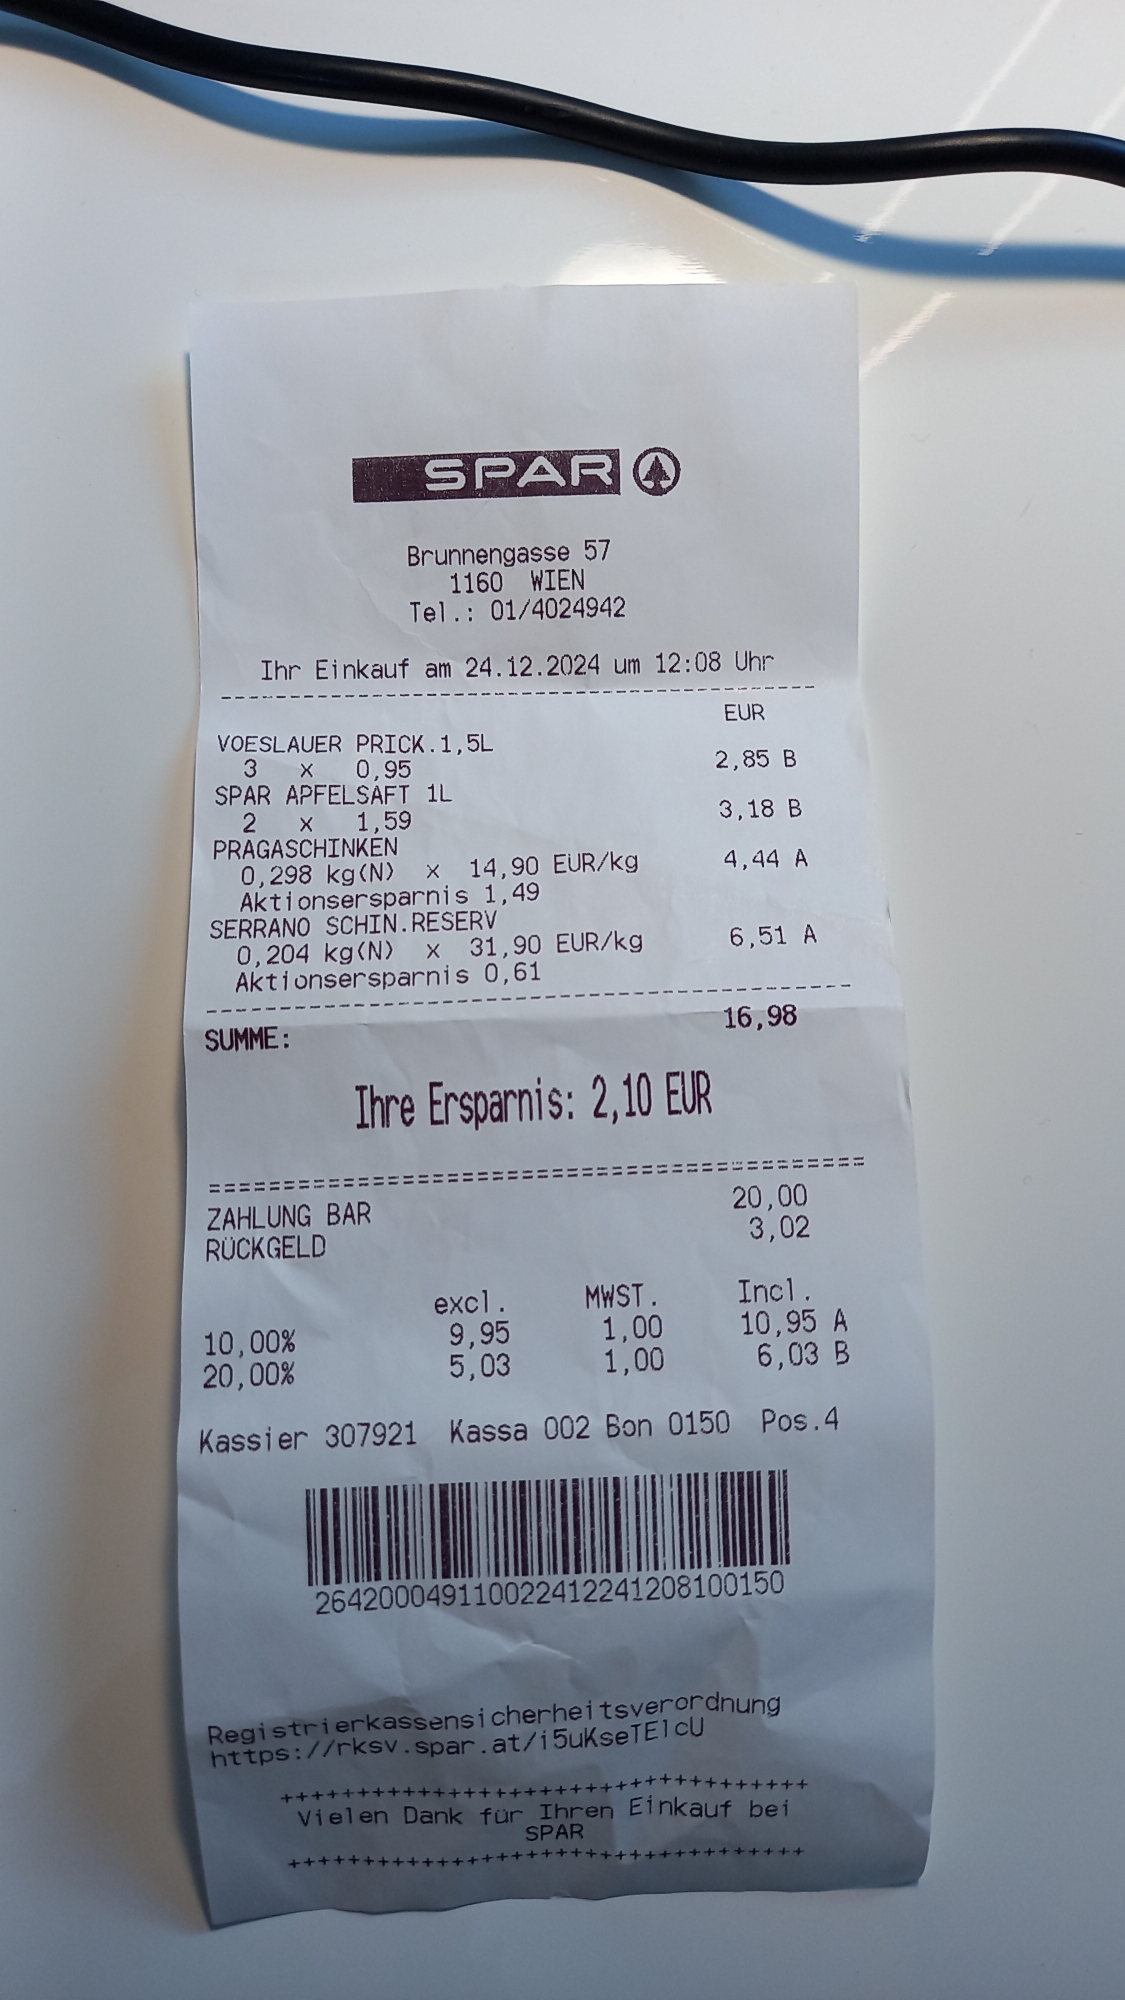 SPAR
Brunnengasse 57
1160 WIEN
Tel.: 01/4024942
Ihr Einkauf am 24.12.2024 um 12:08 Uhr
EUR
VOESLAUER PRICK.1,5L
3 x 0,95 2,85 B
SPAR APFELSAFT 1L
2 x 1,59 3,18 B
PRAGASCHINKEN
0,298 kg(N) x 14,90 EUR/kg 4,44 A
Aktionsersparnis 1,49
SERRANO SCHIN.RESERV
0,204 kg(N) x 31,90 EUR/kg 6,51 A
Aktionsersparnis 0,61
SUMME: 16,98
Ihre Ersparnis: 2,10 EUR
ZAHLUNG BAR 20,00
RÜCKGELD 3,02
excl. MWST. Incl.
10,00% 9,95 1,00 10,95 A
20,00% 5,03 1,00 6,03 B
Kassier 307921 Kassa 002 Bon 0150 Pos.4
264200049110022412241208100150
Registrierkassensicherheitsverordnung
https://rksv.spar.at/i5uKseTElcU
++++++++++++++++++++++++++++++++++
Vielen Dank für Ihren Einkauf bei
SPAR
++++++++++++++++++++++++++++++++++